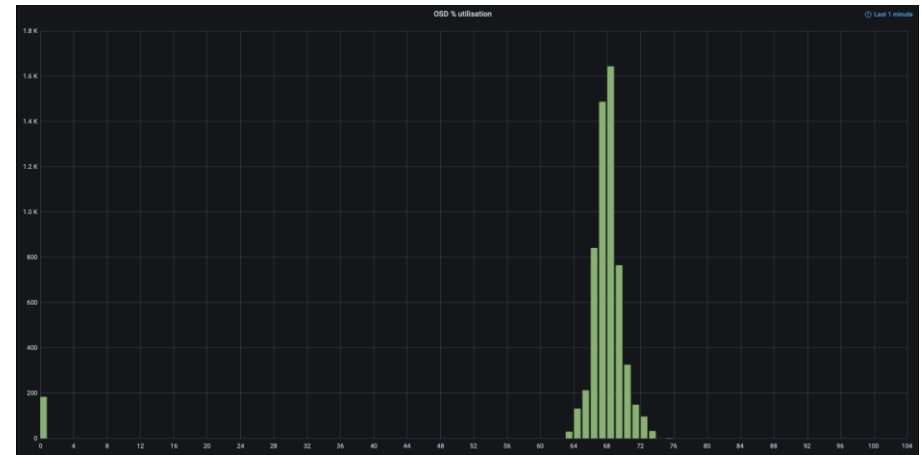 OSD % utilisation
Last 1 minute
1.8 K
1.6 K
1.4 K
1.2 K
1.0 K
800
600
400
200
0
0 4 8 12 16 20 24 28 32 36 40 44 48 52 56 60 64 68 72 76 80 84 88 92 96 100 104